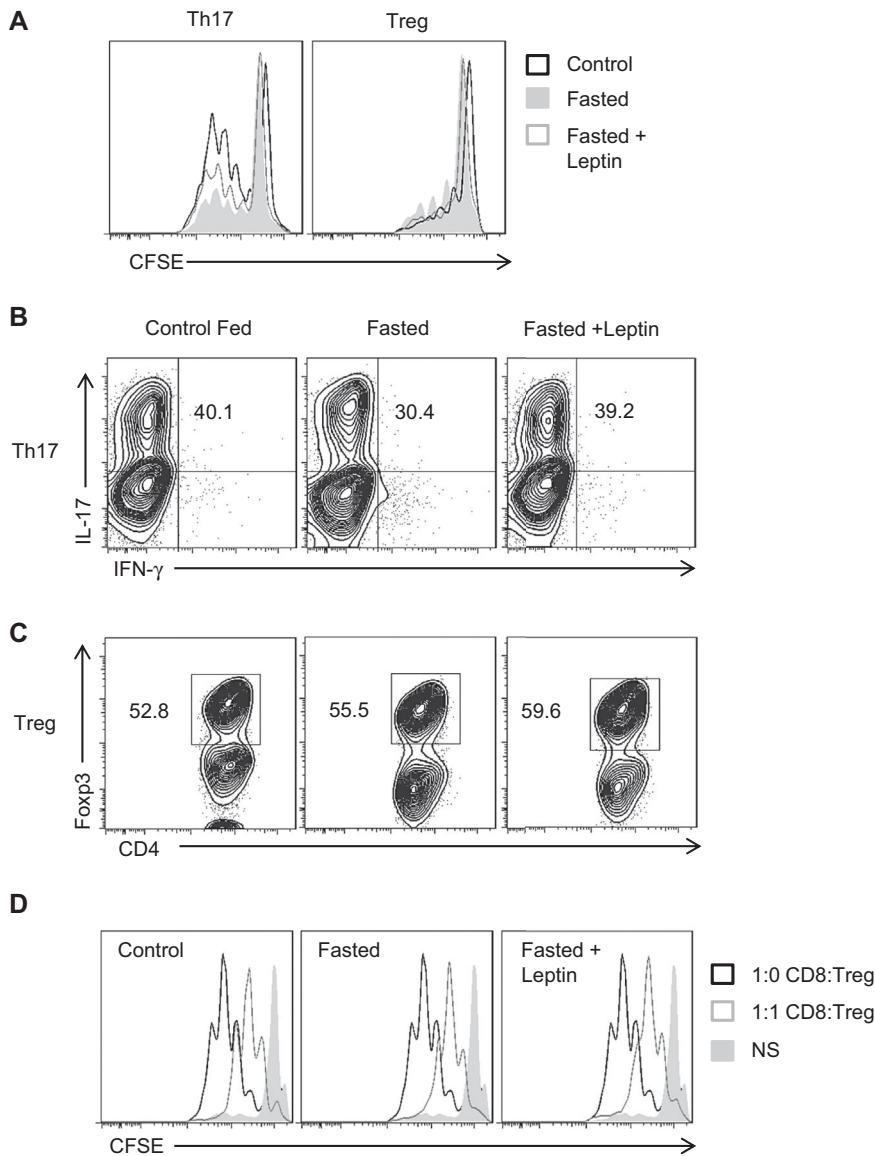 A
Th17
Treg
Control
Fasted
Fasted +
Leptin
CFSE
B
Control Fed
Fasted
Fasted +Leptin
40.1
30.4
39.2
Th17
IL-17
IFN-γ
C
52.8
55.5
59.6
Treg
Foxp3
CD4
D
Control
Fasted
Fasted +
Leptin
1:0 CD8:Treg
1:1 CD8:Treg
NS
CFSE